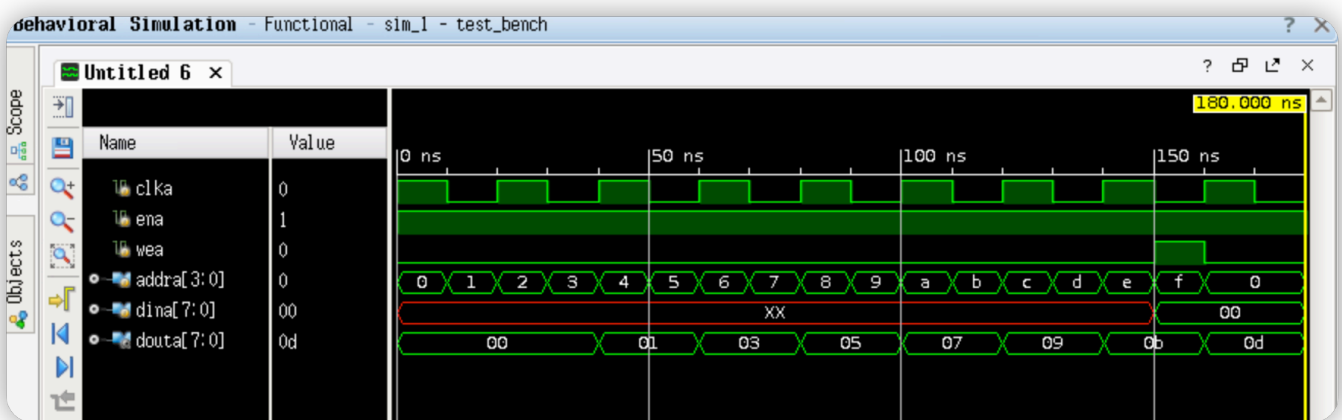 Behavioral Simulation - Functional - sim_1 - test_bench
Untitled 6
Scope
Objects
180.000 ns
Name Value
0 ns 50 ns 100 ns 150 ns
clka 0
ena 1
wea 0
addra[3:0] 0 0 1 2 3 4 5 6 7 8 9 a b c d e f 0
dina[7:0] 00 XX 00
douta[7:0] 0d 00 01 03 05 07 09 0b 0d